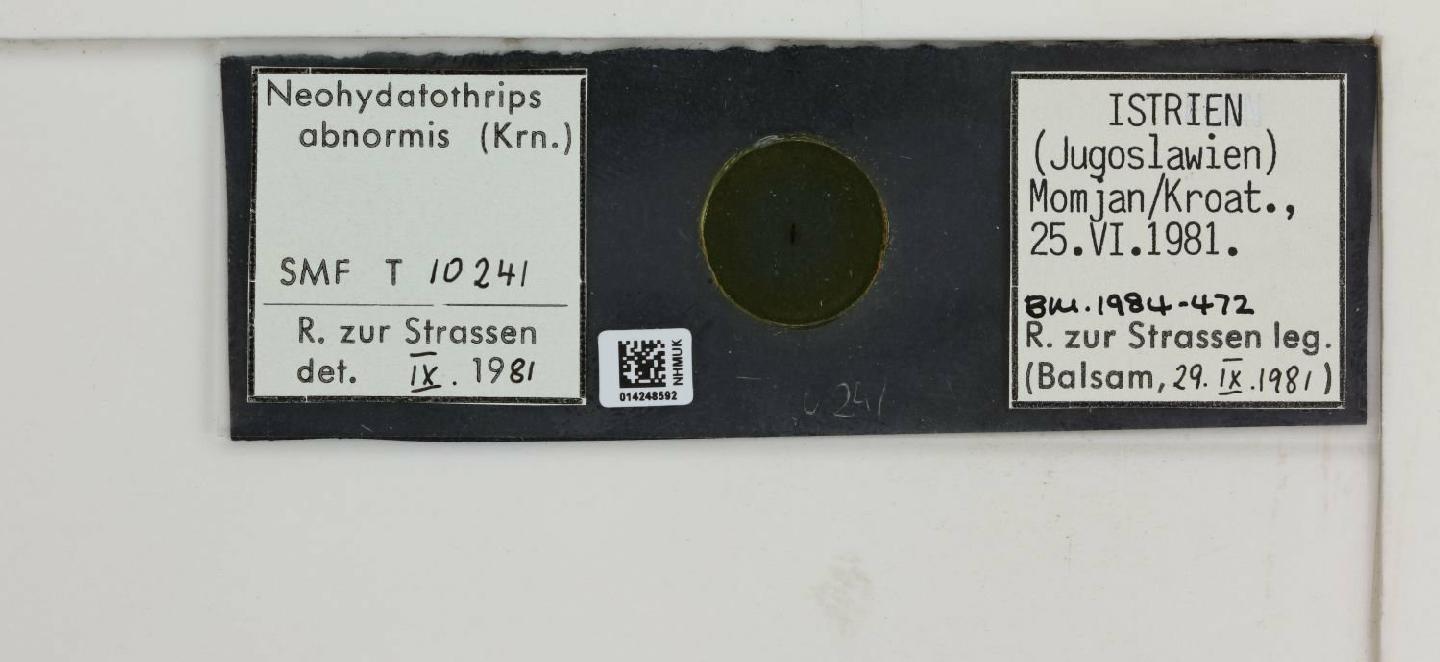 Neohydatothrips
abnormis (Krn.)
SMF T 10241
R. zur Strassen
det. IX. 1981
NHMUK
014248592
241
ISTRIEN
(Jugoslawien)
Momjan/Kroat.,
25.VI.1981.
BM.1984-472
R. zur Strassen leg.
(Balsam, 29.IX.1981)